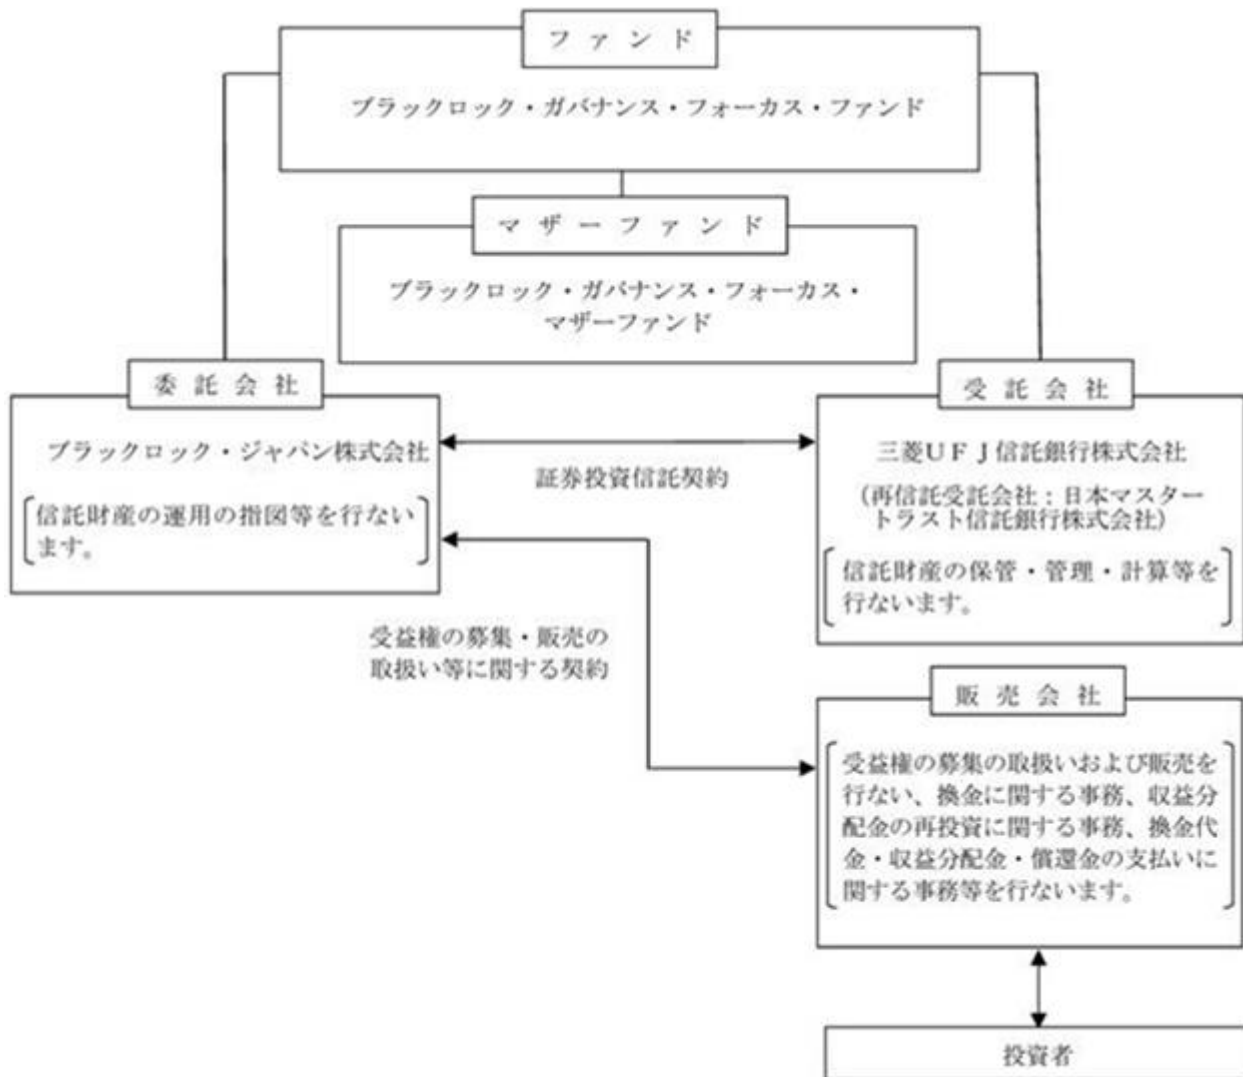 ファンド
ブラックロック・ガバナンス・フォーカス・ファンド
マザーファンド
ブラックロック・ガバナンス・フォーカス・
マザーファンド
委託会社
ブラックロック・ジャパン株式会社
信託財産の運用の指図等を行ない
ます。
証券投資信託契約
受託会社
三菱ＵＦＪ信託銀行株式会社
（再信託受託会社：日本マスター
トラスト信託銀行株式会社）
信託財産の保管・管理・計算等を
行ないます。
受益権の募集・販売の
取扱い等に関する契約
販売会社
受益権の募集の取扱いおよび販売を
行ない、換金に関する事務、収益分
配金の再投資に関する事務、換金代
金・収益分配金・償還金の支払いに
関する事務等を行ないます。
投資者